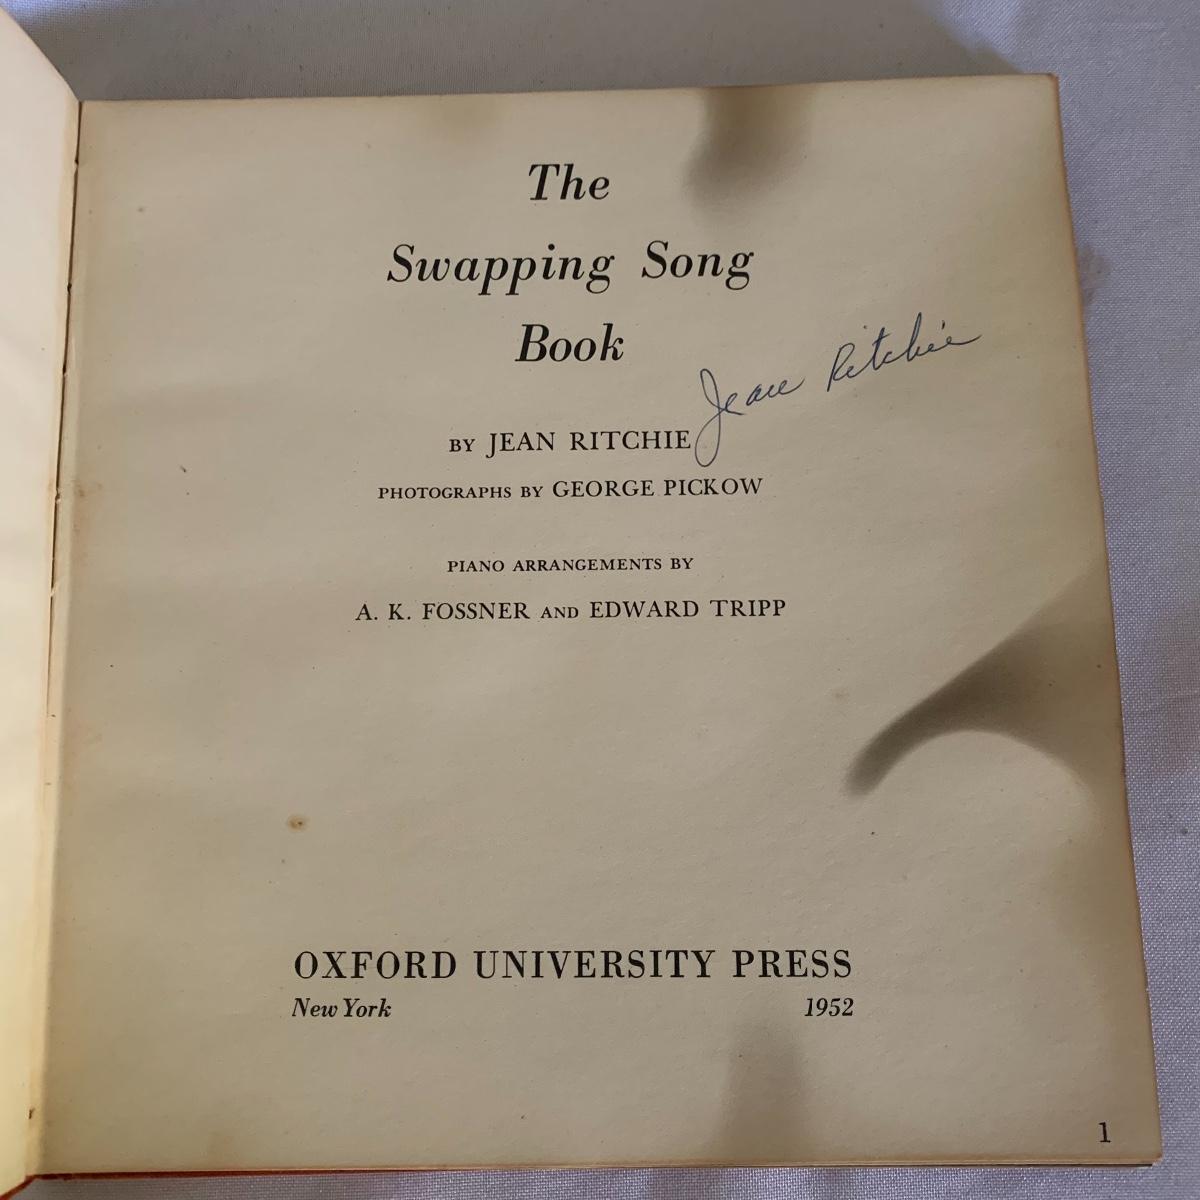 The
Swapping Song
Book
Jean Ritchie
BY JEAN RITCHIE
PHOTOGRAPHS BY GEORGE PICKOW
PIANO ARRANGEMENTS BY
A. K. FOSSNER AND EDWARD TRIPP
OXFORD UNIVERSITY PRESS
New York 1952
1